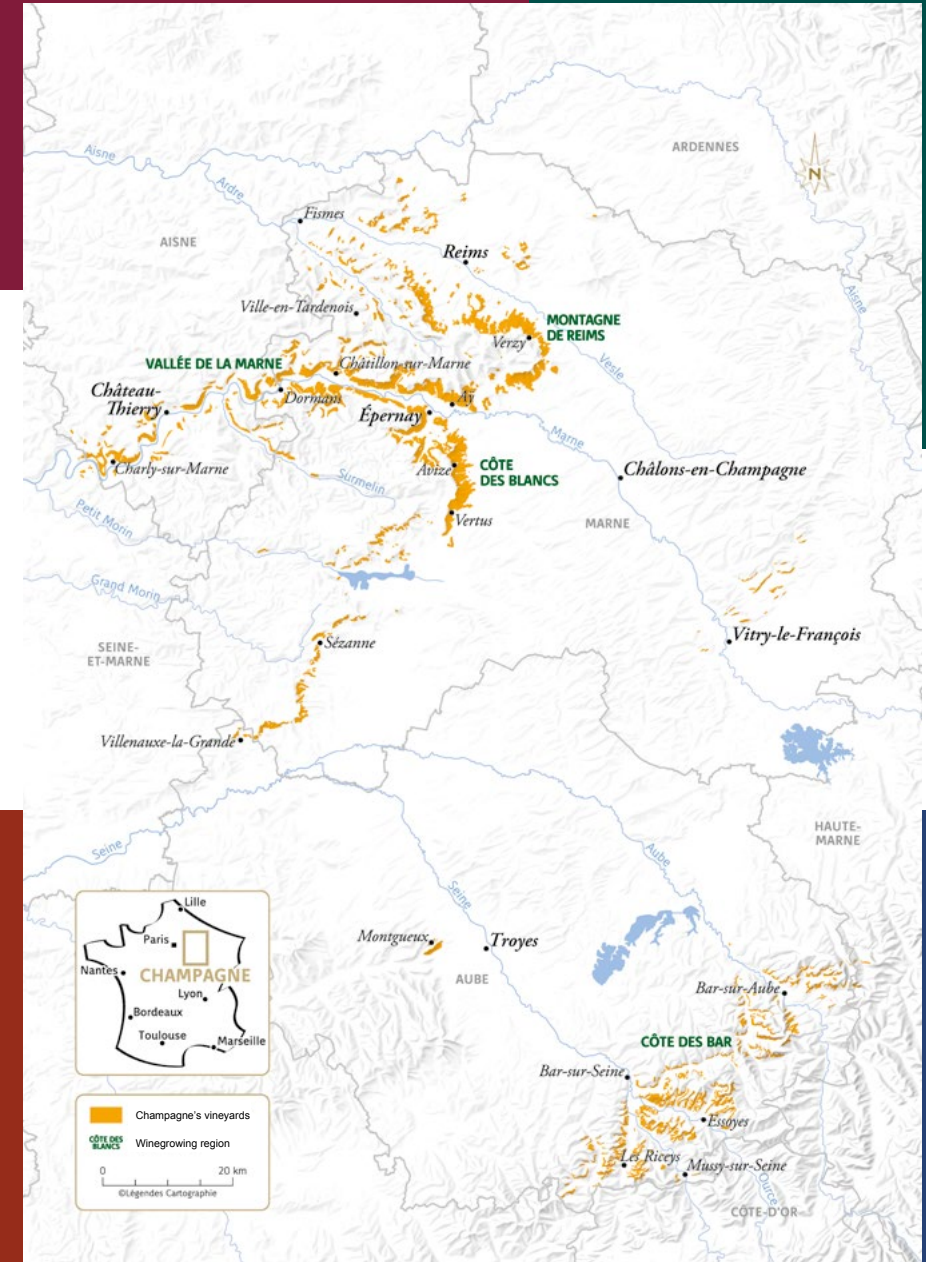 ARDENNES
N
Aisne
Ardre
Fismes
AISNE
Reims
Aisne
Ville-en-Tardenois
MONTAGNE
DE REIMS
Verzy
Vesle
VALLÉE DE LA MARNE
Châtillon-sur-Marne
Château-
Thierry
Dormans
Aÿ
Épernay
Marne
Charly-sur-Marne
Avize
CÔTE
DES BLANCS
Châlons-en-Champagne
Surmelin
Petit Morin
Vertus
MARNE
Grand Morin
SEINE-
ET-MARNE
Sézanne
Vitry-le-François
Villenauxe-la-Grande
Seine
Aube
HAUTE-
MARNE
Seine
Montgueux
Troyes
AUBE
Bar-sur-Aube
CÔTE DES BAR
Bar-sur-Seine
Essoyes
Les Riceys
Mussy-sur-Seine
Ource
CÔTE-D'OR
Lille
Paris
Nantes
CHAMPAGNE
Lyon
Bordeaux
Toulouse
Marseille
Champagne's vineyards
CÔTE DES
BLANCS
Winegrowing region
0 20 km
©Légendes Cartographie